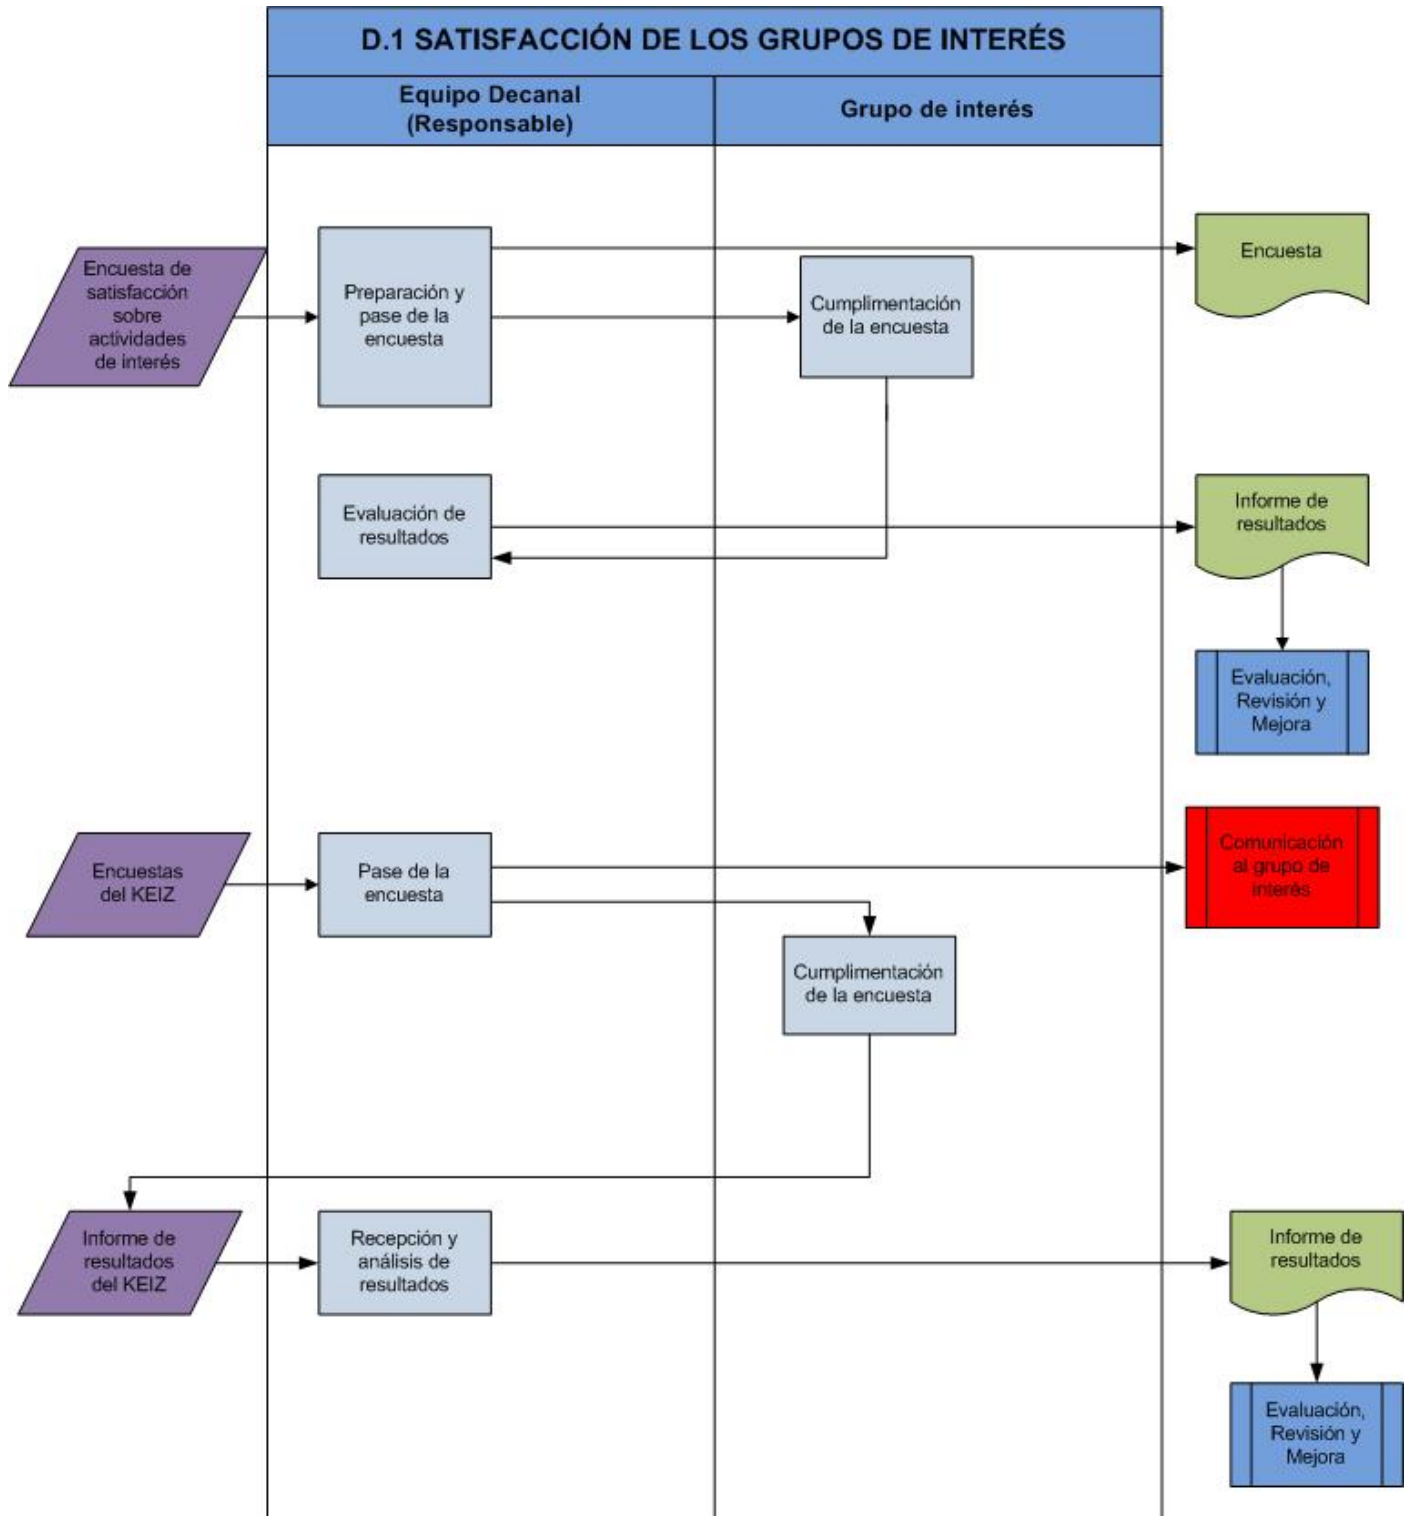 D.1 SATISFACCIÓN DE LOS GRUPOS DE INTERÉS
Equipo Decanal
(Responsable)
Grupo de interés
Encuesta de
satisfacción
sobre
actividades
de interés
Preparación y
pase de la
encuesta
Cumplimentación
de la encuesta
Encuesta
Evaluación de
resultados
Informe de
resultados
Evaluación,
Revisión y
Mejora
Encuestas
del KEIZ
Pase de la
encuesta
Comunicación
al grupo de
interés
Cumplimentación
de la encuesta
Informe de
resultados
del KEIZ
Recepción y
análisis de
resultados
Informe de
resultados
Evaluación,
Revisión y
Mejora